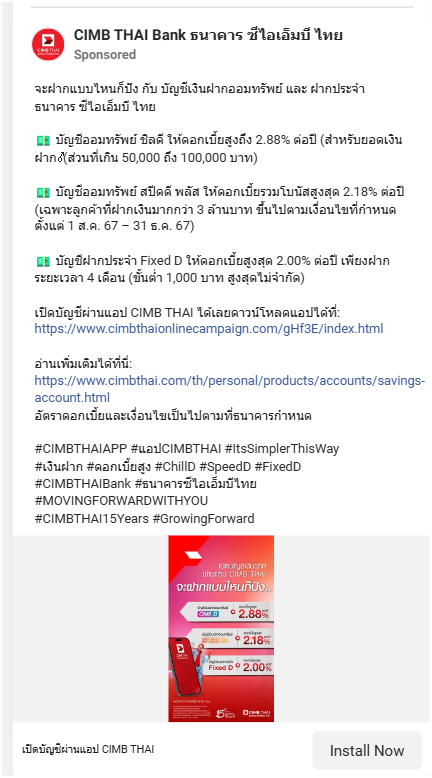 CIMB THAI Bank ธนาคาร ซีไอเอ็มบี ไทย
Sponsored
จะฝากแบบไหนก็ปัง กับ บัญชีเงินฝากออมทรัพย์ และ ฝากประจำ
ธนาคาร ซีไอเอ็มบี ไทย
💵 บัญชีออมทรัพย์ ชิลดี ให้ดอกเบี้ยสูงถึง 2.88% ต่อปี (สำหรับยอดเงิน
ฝากง(ส่วนที่เกิน 50,000 ถึง 100,000 บาท)
💵 บัญชีออมทรัพย์ สปีดดี พลัส ให้ดอกเบี้ยรวมโบนัสสูงสุด 2.18% ต่อปี
(เฉพาะลูกค้าที่ฝากเงินมากกว่า 3 ล้านบาท ขึ้นไปตามเงื่อนไขที่กำหนด
ตั้งแต่ 1 ส.ค. 67 – 31 ธ.ค. 67)
💵 บัญชีฝากประจำ Fixed D ให้ดอกเบี้ยสูงสุด 2.00% ต่อปี เพียงฝาก
ระยะเวลา 4 เดือน (ขั้นต่ำ 1,000 บาท สูงสุดไม่จำกัด)
เปิดบัญชีผ่านแอป CIMB THAI ได้เลยดาวน์โหลดแอปได้ที่:
https://www.cimbthaionlinecampaign.com/gHf3E/index.html
อ่านเพิ่มเติมได้ที่นี่:
https://www.cimbthai.com/th/personal/products/accounts/savings-
account.html
อัตราดอกเบี้ยและเงื่อนไขเป็นไปตามที่ธนาคารกำหนด
#CIMBTHAIAPP #แอปCIMBTHAI #ItsSimplerThisWay
#เงินฝาก #ดอกเบี้ยสูง #ChillD #SpeedD #FixedD
#CIMBTHAIBank #ธนาคารซีไอเอ็มบีไทย
#MOVINGFORWARDWITHYOU
#CIMBTHAI15Years #GrowingForward
เปิดบัญชีเงินฝาก
ผ่านแอป CIMB THAI
จะฝากแบบไหนก็ปัง..
Chill D
2.88%
2.18%
Fixed D
2.00%
CIMB THAI
เปิดบัญชีผ่านแอป CIMB THAI
Install Now